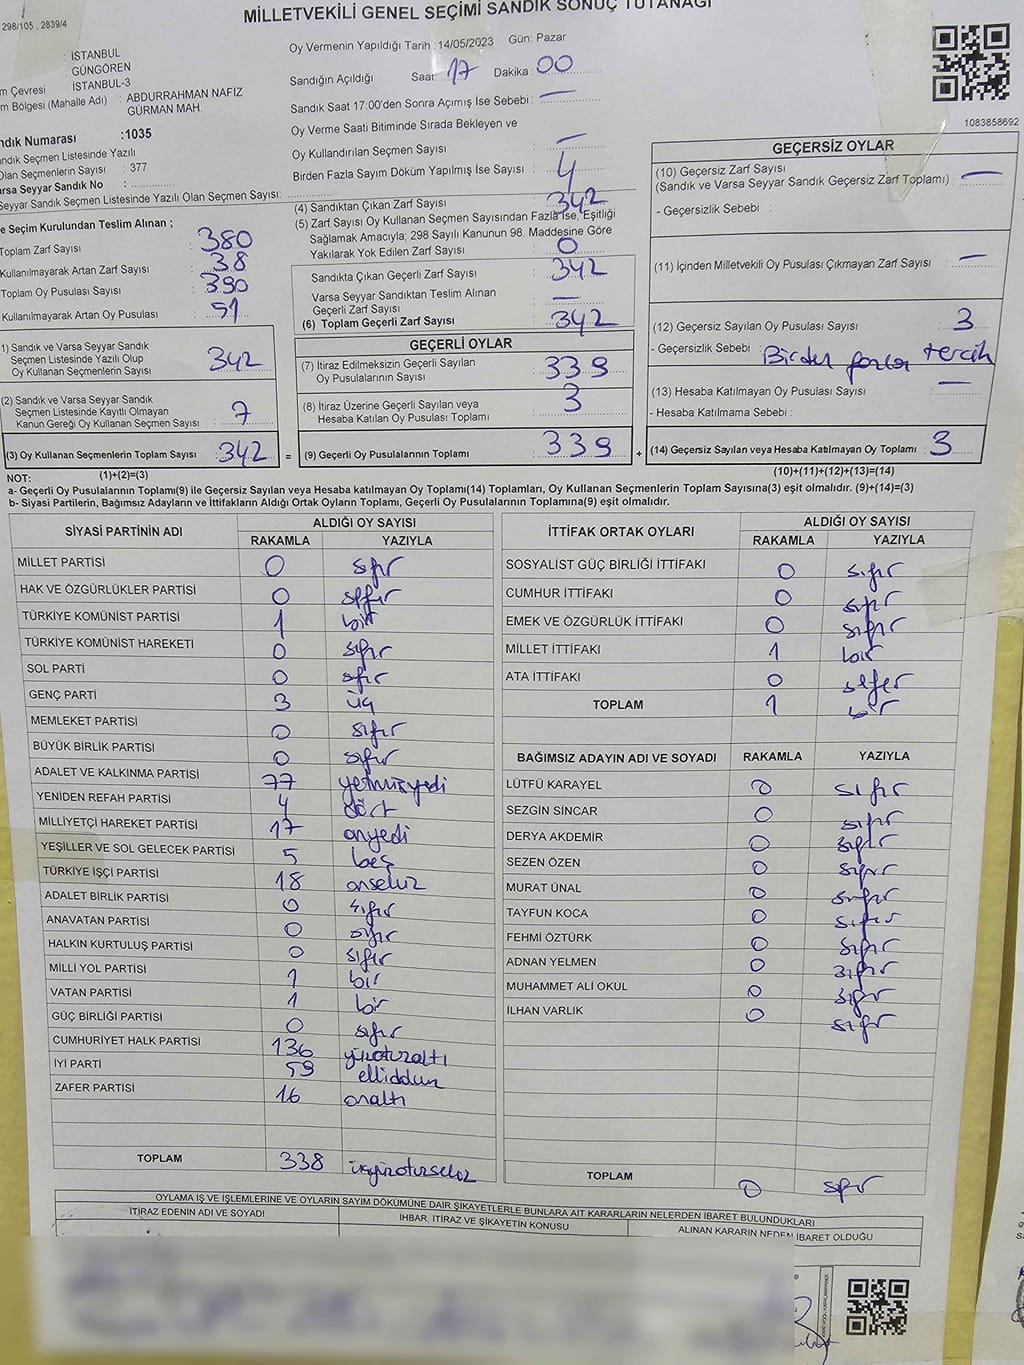 298/105 , 2839/4
MİLLETVEKİLİ GENEL SEÇİMİ SANDIK SONUÇ TUTANAĞI
: İSTANBUL
GÜNGÖREN
m Çevresi : İSTANBUL-3
m Bölgesi (Mahalle Adı) : ABDURRAHMAN NAFİZ
GÜRMAN MAH.
ndık Numarası :1035
andık Seçmen Listesinde Yazılı
Olan Seçmenlerin Sayısı : 377
arsa Seyyar Sandık No :
Seyyar Sandık Seçmen Listesinde Yazılı Olan Seçmen Sayısı:
Oy Vermenin Yapıldığı Tarih :14/05/2023 Gün: Pazar
Sandığın Açıldığı Saat 17 Dakika 00
Sandık Saat 17:00'den Sonra Açımış İse Sebebi : —
Oy Verme Saati Bitiminde Sırada Bekleyen ve
Oy Kullandırılan Seçmen Sayısı : —
Birden Fazla Sayım Döküm Yapılmış İse Sayısı : 4
1083858692
e Seçim Kurulundan Teslim Alınan ;
Toplam Zarf Sayısı : 380
Kullanılmayarak Artan Zarf Sayısı : 38
Toplam Oy Pusulası Sayısı : 390
Kullanılmayarak Artan Oy Pusulası : 51
(4) Sandıktan Çıkan Zarf Sayısı : 342
(5) Zarf Sayısı Oy Kullanan Seçmen Sayısından Fazla İse, Eşitliği
Sağlamak Amacıyla; 298 Sayılı Kanunun 98. Maddesine Göre
Yakılarak Yok Edilen Zarf Sayısı : 0
Sandıkta Çıkan Geçerli Zarf Sayısı : 342
Varsa Seyyar Sandıktan Teslim Alınan
Geçerli Zarf Sayısı : —
(6) Toplam Geçerli Zarf Sayısı : 342
GEÇERSİZ OYLAR
(10) Geçersiz Zarf Sayısı
(Sandık ve Varsa Seyyar Sandık Geçersiz Zarf Toplamı) : —
- Geçersizlik Sebebi :
(11) İçinden Milletvekili Oy Pusulası Çıkmayan Zarf Sayısı : —
(12) Geçersiz Sayılan Oy Pusulası Sayısı : 3
- Geçersizlik Sebebi : Birden fazla tercih
(13) Hesaba Katılmayan Oy Pusulası Sayısı : —
- Hesaba Katılmama Sebebi :
(14) Geçersiz Sayılan veya Hesaba Katılmayan Oy Toplamı : 3
(10)+(11)+(12)+(13)=(14)
1) Sandık ve Varsa Seyyar Sandık
Seçmen Listesinde Yazılı Olup
Oy Kullanan Seçmenlerin Sayısı : 342
(2) Sandık ve Varsa Seyyar Sandık
Seçmen Listesinde Kayıtlı Olmayan
Kanun Gereği Oy Kullanan Seçmen Sayısı : 7
(3) Oy Kullanan Seçmenlerin Toplam Sayısı : 342 =
(1)+(2)=(3)
GEÇERLİ OYLAR
(7) İtiraz Edilmeksizin Geçerli Sayılan
Oy Pusulalarının Sayısı : 339
(8) İtiraz Üzerine Geçerli Sayılan veya
Hesaba Katılan Oy Pusulası Toplamı : 3
(9) Geçerli Oy Pusulalarının Toplamı : 339 +
NOT:
a- Geçerli Oy Pusulalarının Toplamı(9) ile Geçersiz Sayılan veya Hesaba katılmayan Oy Toplamı(14) Toplamları, Oy Kullanan Seçmenlerin Toplam Sayısına(3) eşit olmalıdır. (9)+(14)=(3)
b- Siyasi Partilerin, Bağımsız Adayların ve İttifakların Aldığı Ortak Oyların Toplamı, Geçerli Oy Pusulalarının Toplamına(9) eşit olmalıdır.
SİYASİ PARTİNİN ADI ALDIĞI OY SAYISI
RAKAMLA YAZIYLA
MİLLET PARTİSİ 0 sıfır
HAK VE ÖZGÜRLÜKLER PARTİSİ 0 sıfır
TÜRKİYE KOMÜNİST PARTİSİ 1 bir
TÜRKİYE KOMÜNİST HAREKETİ 0 sıfır
SOL PARTİ 0 sıfır
GENÇ PARTİ 3 üç
MEMLEKET PARTİSİ 0 sıfır
BÜYÜK BİRLİK PARTİSİ 0 sıfır
ADALET VE KALKINMA PARTİSİ 77 yetmişyedi
YENİDEN REFAH PARTİSİ 4 dört
MİLLİYETÇİ HAREKET PARTİSİ 17 onyedi
YEŞİLLER VE SOL GELECEK PARTİSİ 5 beş
TÜRKİYE İŞÇİ PARTİSİ 18 onsekiz
ADALET BİRLİK PARTİSİ 0 sıfır
ANAVATAN PARTİSİ 0 sıfır
HALKIN KURTULUŞ PARTİSİ 0 sıfır
MİLLİ YOL PARTİSİ 1 bir
VATAN PARTİSİ 1 bir
GÜÇ BİRLİĞİ PARTİSİ 0 sıfır
CUMHURİYET HALK PARTİSİ 136 yüzotuzaltı
İYİ PARTİ 59 ellidokuz
ZAFER PARTİSİ 16 onaltı
TOPLAM 338 üçyüzotuzsekiz
İTTİFAK ORTAK OYLARI ALDIĞI OY SAYISI
RAKAMLA YAZIYLA
SOSYALİST GÜÇ BİRLİĞİ İTTİFAKI 0 sıfır
CUMHUR İTTİFAKI 0 sıfır
EMEK VE ÖZGÜRLÜK İTTİFAKI 0 sıfır
MİLLET İTTİFAKI 1 bir
ATA İTTİFAKI 0 sıfır
TOPLAM 1 bir
BAĞIMSIZ ADAYIN ADI VE SOYADI RAKAMLA YAZIYLA
LÜTFÜ KARAYEL 0 sıfır
SEZGİN SİNCAR 0 sıfır
DERYA AKDEMİR 0 sıfır
SEZEN ÖZEN 0 sıfır
MURAT ÜNAL 0 sıfır
TAYFUN KOCA 0 sıfır
FEHMİ ÖZTÜRK 0 sıfır
ADNAN YELMEN 0 sıfır
MUHAMMET ALİ OKUL 0 sıfır
İLHAN VARLIK 0 sıfır
TOPLAM 0 sıfır
OYLAMA İŞ VE İŞLEMLERİNE VE OYLARIN SAYIM DÖKÜMÜNE DAİR ŞİKAYETLERLE BUNLARA AİT KARARLARIN NELERDEN İBARET BULUNDUKLARI
İTİRAZ EDENİN ADI VE SOYADI İHBAR, İTİRAZ VE ŞİKAYETİN KONUSU ALINAN KARARIN NEDEN İBARET OLDUĞU